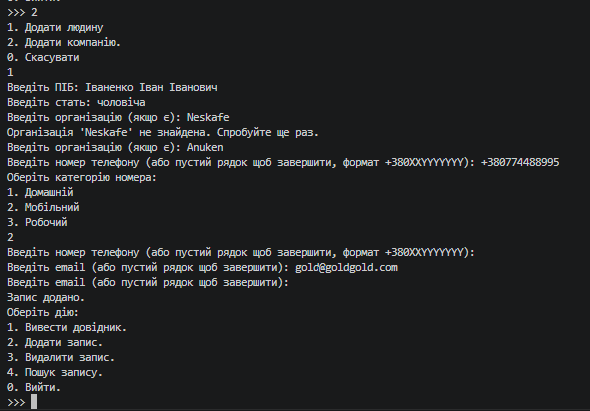 >>> 2
1. Додати людину
2. Додати компанію.
0. Скасувати
1
Введіть ПІБ: Іваненко Іван Іванович
Введіть стать: чоловіча
Введіть організацію (якщо є): Neskafe
Організація 'Neskafe' не знайдена. Спробуйте ще раз.
Введіть організацію (якщо є): Anuken
Введіть номер телефону (або пустий рядок щоб завершити, формат +380XXYYYYYYY): +380774488995
Оберіть категорію номера:
1. Домашній
2. Мобільний
3. Робочий
2
Введіть номер телефону (або пустий рядок щоб завершити, формат +380XXYYYYYYY):
Введіть email (або пустий рядок щоб завершити): gold@goldgold.com
Введіть email (або пустий рядок щоб завершити):
Запис додано.
Оберіть дію:
1. Вивести довідник.
2. Додати запис.
3. Видалити запис.
4. Пошук запису.
0. Вийти.
>>>